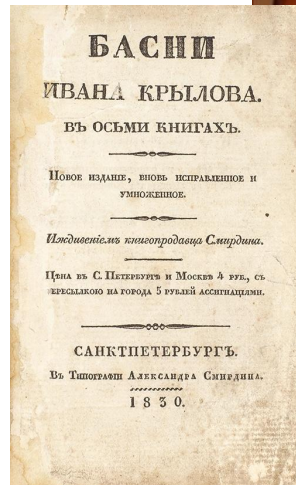 БАСНИ
ИВАНА КРЫЛОВА.
ВЪ ОСЬМИ КНИГАХЪ.
Новое изданіе, вновь исправленное и
умноженное.
Иждивеніемъ книгопродавца Смирдина.
Цѣна въ С. Петербургѣ и Москвѣ 4 руб., съ
ересылкою на города 5 рублей ассигнаціями.
САНКТПЕТЕРБУРГЪ.
Въ Типографіи Александра Смирдина.
1830.